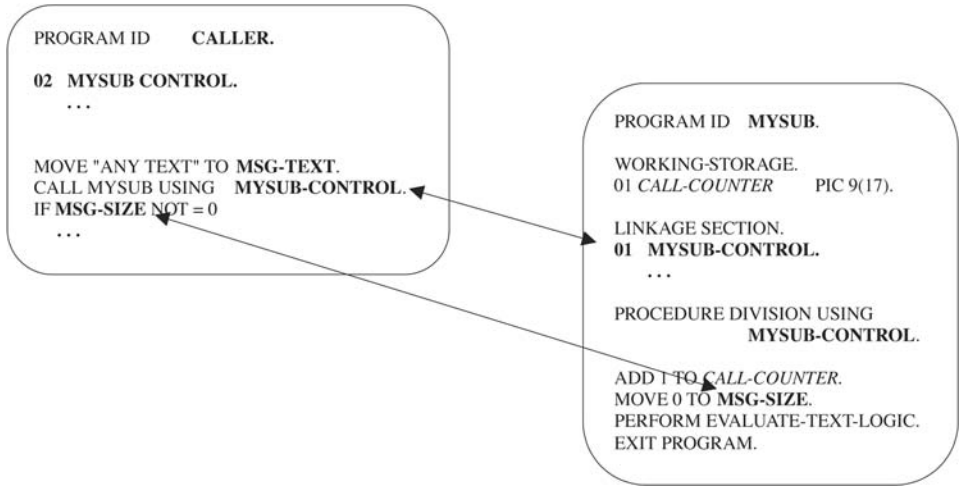 PROGRAM ID CALLER.
02 MYSUB CONTROL.
...
MOVE "ANY TEXT" TO MSG-TEXT.
CALL MYSUB USING MYSUB-CONTROL.
IF MSG-SIZE NOT = 0
...
PROGRAM ID MYSUB.
WORKING-STORAGE.
01 CALL-COUNTER PIC 9(17).
LINKAGE SECTION.
01 MYSUB-CONTROL.
...
PROCEDURE DIVISION USING
MYSUB-CONTROL.
ADD 1 TO CALL-COUNTER.
MOVE 0 TO MSG-SIZE.
PERFORM EVALUATE-TEXT-LOGIC.
EXIT PROGRAM.